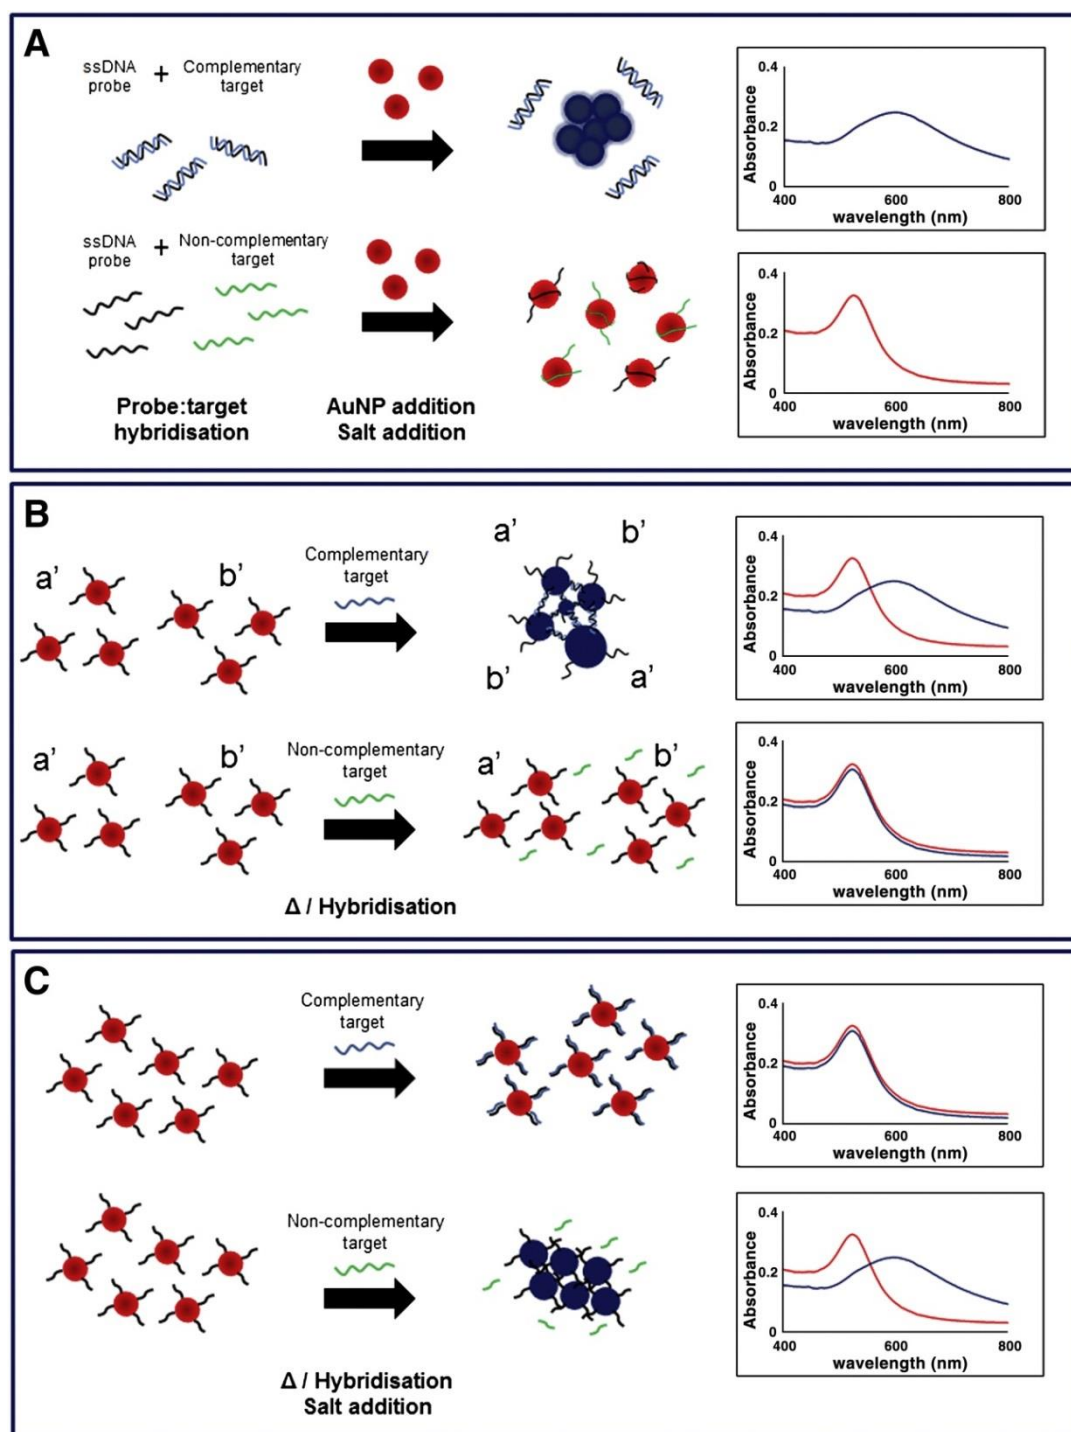 A
ssDNA probe + Complementary target
0.4
0.2
0
Absorbance
400 600 800
wavelength (nm)
ssDNA probe + Non-complementary target
0.4
0.2
0
Absorbance
400 600 800
wavelength (nm)
Probe:target
hybridisation
AuNP addition
Salt addition
B
a’
b’
Complementary
target
a’
b’
b’
a’
0.4
0.2
0
Absorbance
400 600 800
wavelength (nm)
a’
b’
Non-complementary
target
a’
b’
0.4
0.2
0
Absorbance
400 600 800
wavelength (nm)
Δ / Hybridisation
C
Complementary
target
0.4
0.2
0
Absorbance
400 600 800
wavelength (nm)
Non-complementary
target
0.4
0.2
0
Absorbance
400 600 800
wavelength (nm)
Δ / Hybridisation
Salt addition